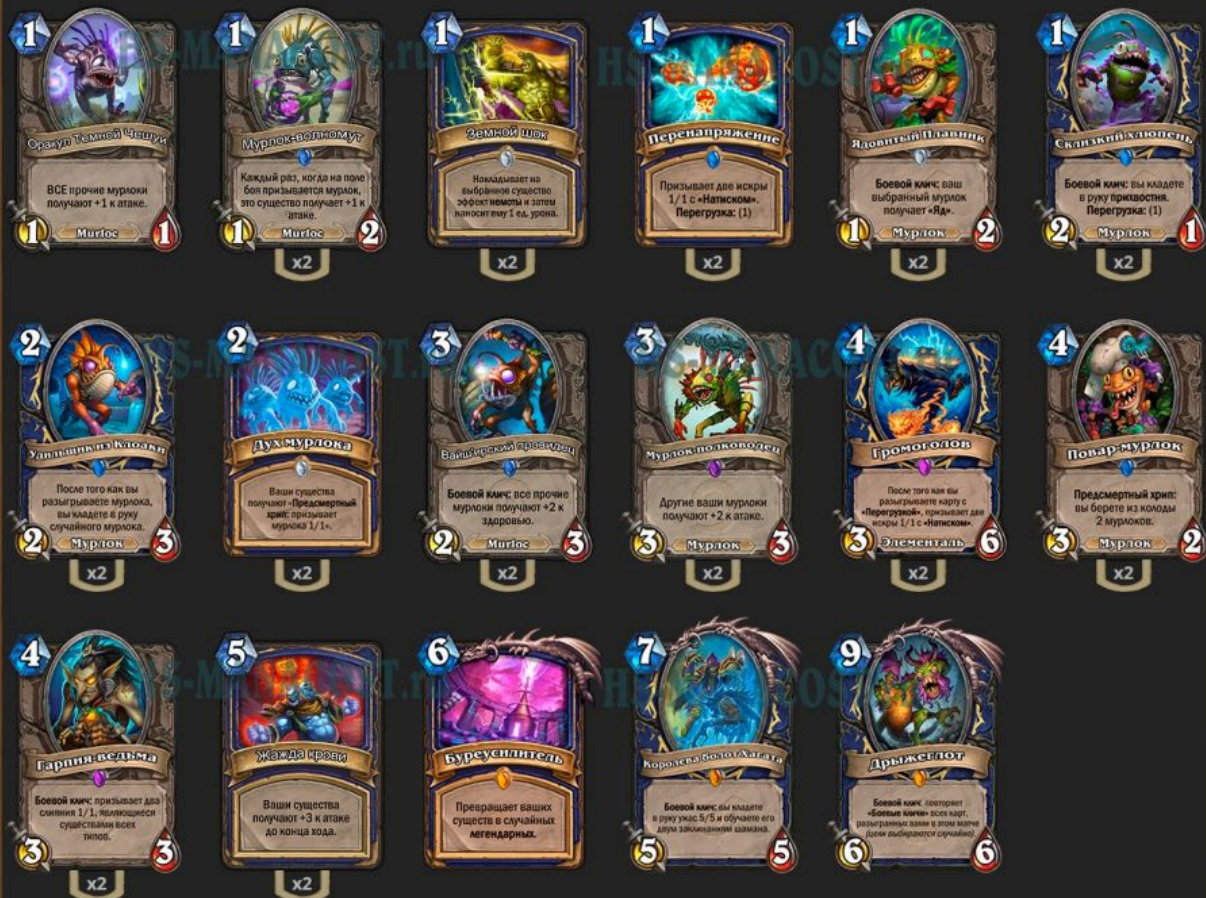 1
Оракул Темной Чешуи
ВСЕ прочие мурлоки
получают +1 к атаке.
1
Murloc
1
1
Мурлок-волномут
Каждый раз, когда на поле
боя призывается мурлок,
это существо получает +1 к
атаке.
1
Murloc
2
x2
1
Земной шок
Накладывает на
выбранное существо
эффект немоты и затем
наносит ему 1 ед. урона.
x2
1
Перенапряжение
Призывает две искры
1/1 с «Натиском».
Перегрузка: (1)
x2
1
Ядовитый Плавник
Боевой клич: ваш
выбранный мурлок
получает «Яд».
1
Мурлок
2
x2
1
Склизкий хлюпень
Боевой клич: вы кладете
в руку прихвостня.
Перегрузка: (1)
2
Мурлок
1
x2
2
Удильщик из Клоаки
После того как вы
разыгрываете мурлока,
вы кладете в руку
случайного мурлока.
2
Мурлок
3
x2
2
Дух мурлока
Ваши существа
получают «Предсмертный
хрип: призывает
мурлока 1/1».
x2
3
Вайш'ирский провидец
Боевой клич: все прочие
мурлоки получают +2 к
здоровью.
2
Murloc
3
x2
3
Мурлок-полководец
Другие ваши мурлоки
получают +2 к атаке.
3
Мурлок
3
x2
4
Громоголов
После того как вы
разыгрываете карту с
«Перегрузкой», призывает две
искры 1/1 с «Натиском».
3
Элементаль
6
x2
4
Повар-мурлок
Предсмертный хрип:
вы берете из колоды
2 мурлоков.
3
Мурлок
2
x2
4
Гарпия-ведьма
Боевой клич: призывает два
слияния 1/1, являющиеся
существами всех
типов.
3
3
x2
5
Жажда крови
Ваши существа
получают +3 к атаке
до конца хода.
x2
6
Буреусилитель
Превращает ваших
существ в случайных
легендарных.
7
Королева болот Хагата
Боевой клич: вы кладете
в руку ужас 5/5 и обучаете его
двум заклинаниям шамана.
5
5
9
Дрыжеглот
Боевой клич: повторяет
«Боевые кличи» всех карт,
разыгранных вами в этом матче
(цели выбираются случайно).
6
6